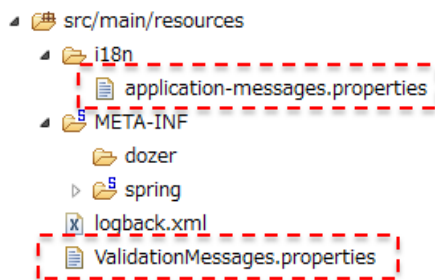 src/main/resources
i18n
application-messages.properties
META-INF
dozer
spring
logback.xml
ValidationMessages.properties